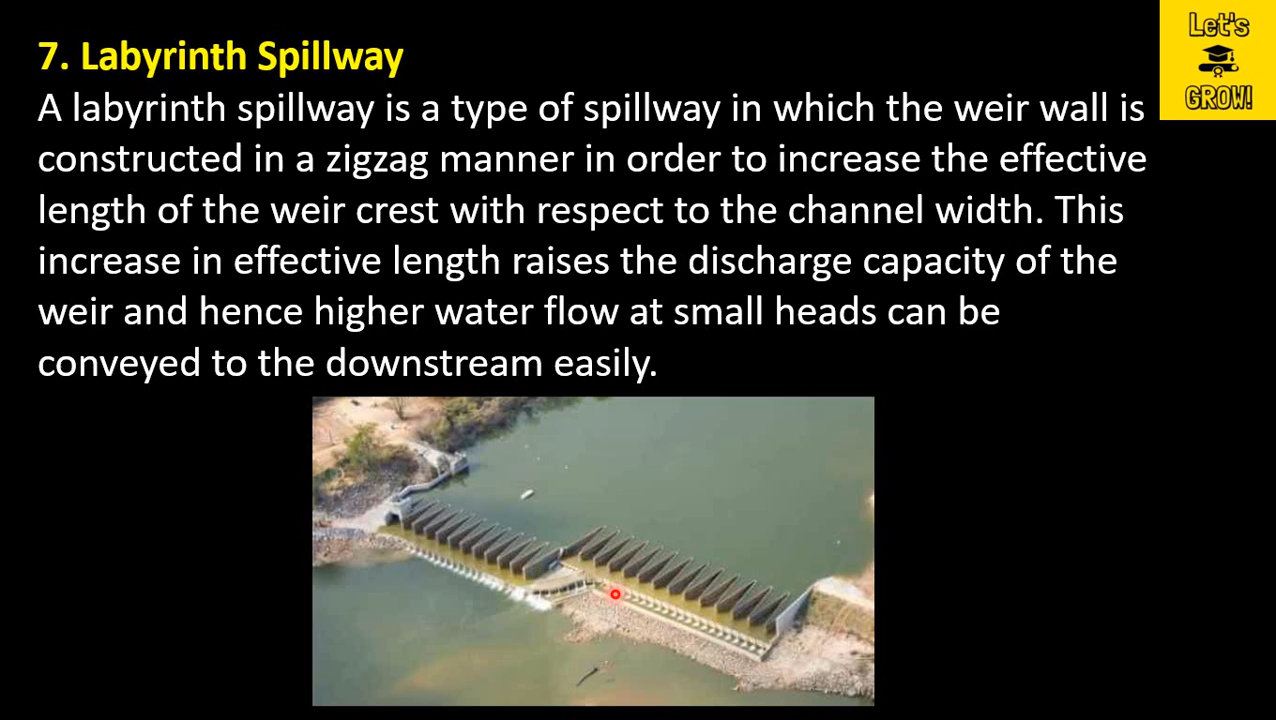 7. Labyrinth Spillway
A labyrinth spillway is a type of spillway in which the weir wall is
constructed in a zigzag manner in order to increase the effective
length of the weir crest with respect to the channel width. This
increase in effective length raises the discharge capacity of the
weir and hence higher water flow at small heads can be
conveyed to the downstream easily.
Let's
GROW!